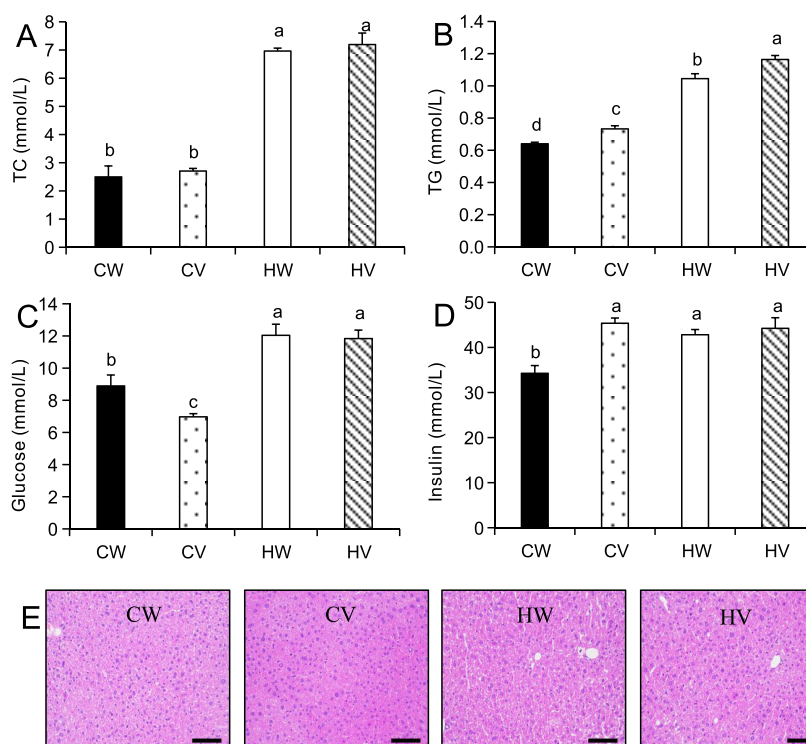 A
TC (mmol/L)
8
7
6
5
4
3
2
1
0
b
b
a
a
CW
CV
HW
HV
B
TG (mmol/L)
1.4
1.2
1.0
0.8
0.6
0.4
0.2
0.0
d
c
b
a
CW
CV
HW
HV
C
Glucose (mmol/L)
14
12
10
8
6
4
2
0
b
c
a
a
CW
CV
HW
HV
D
Insulin (mmol/L)
50
40
30
20
10
0
b
a
a
a
CW
CV
HW
HV
E
CW
CV
HW
HV